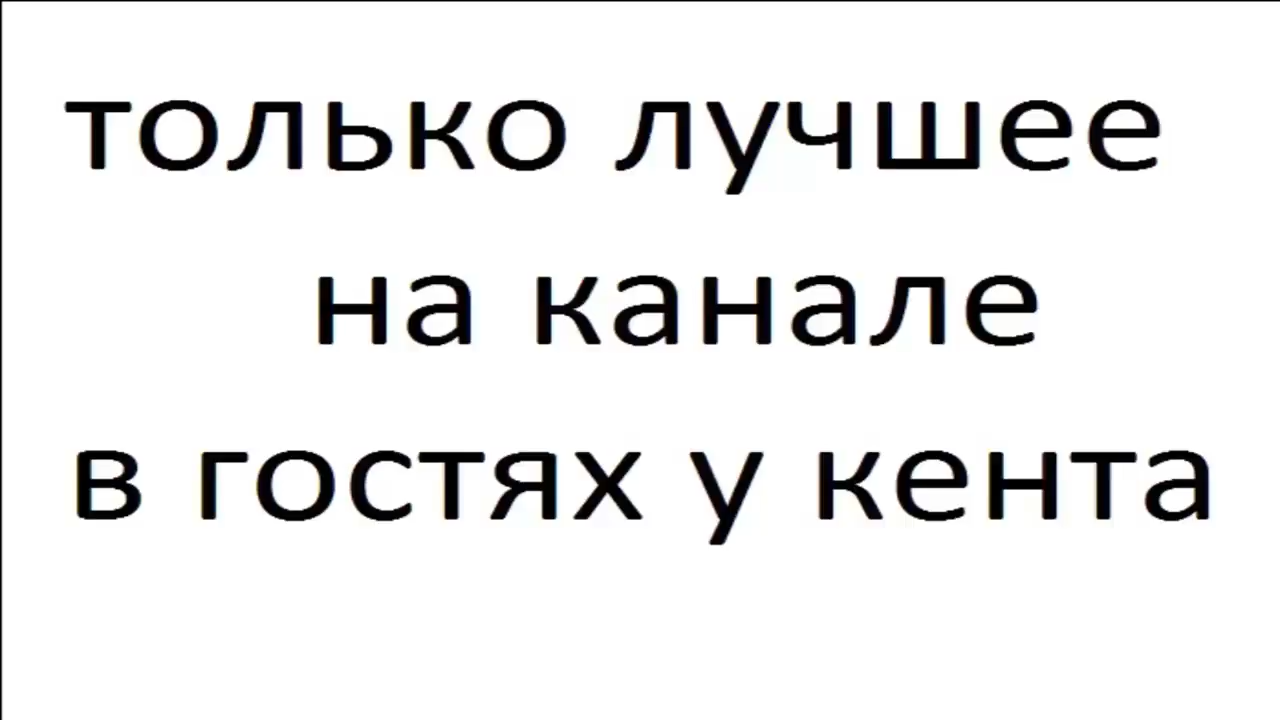 только лучшее
на канале
в гостях у кента